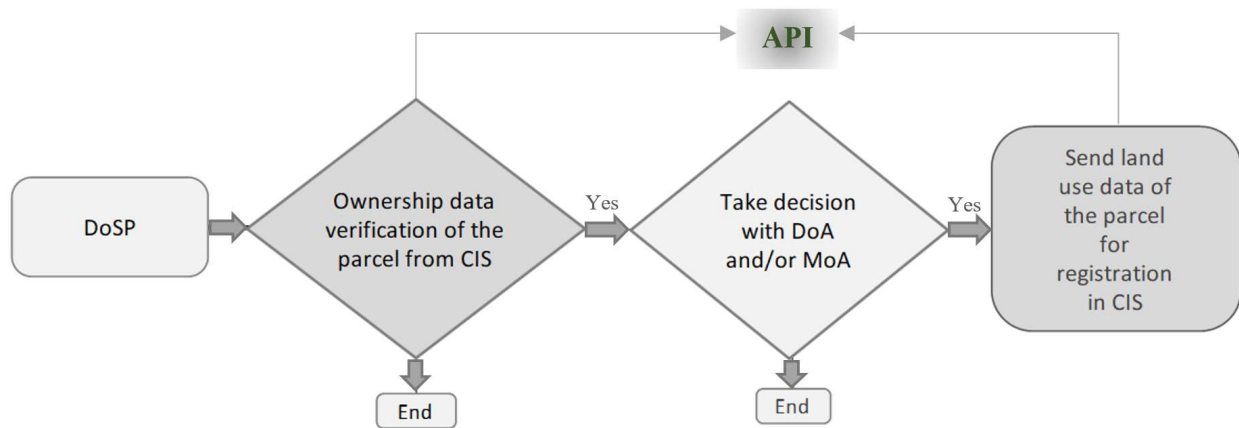 API
DoSP
Ownership data
verification of the
parcel from CIS
Yes
Take decision
with DoA
and/or MoA
Yes
Send land
use data of
the parcel
for
registration
in CIS
End
End